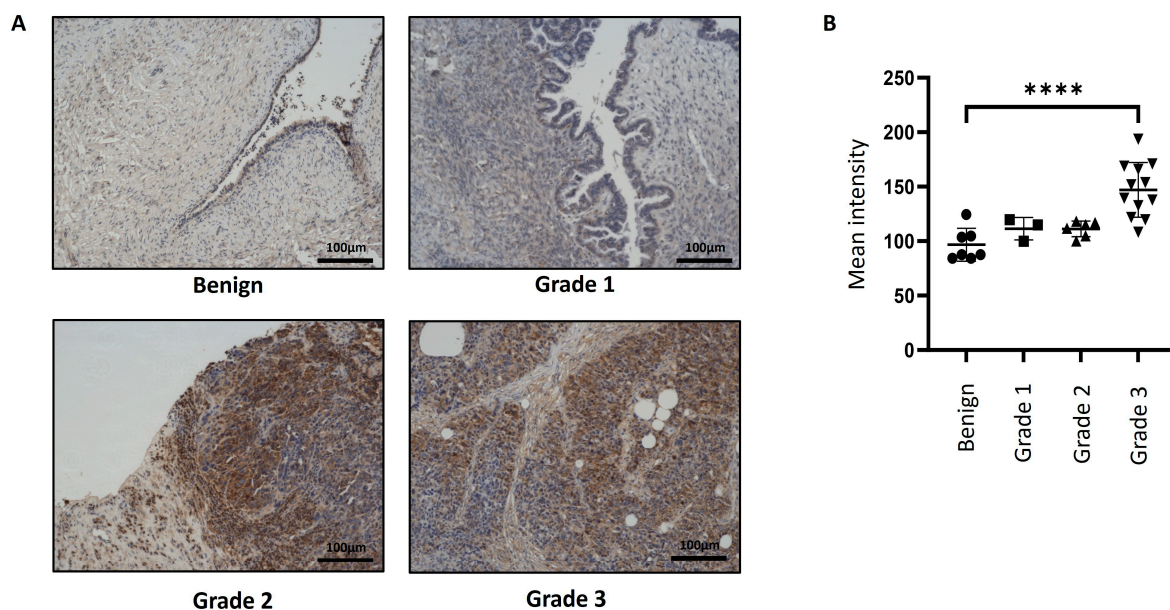 A
100µm
Benign
100µm
Grade 1
100µm
Grade 2
100µm
Grade 3
B
****
Mean intensity
250
200
150
100
50
0
Benign
Grade 1
Grade 2
Grade 3